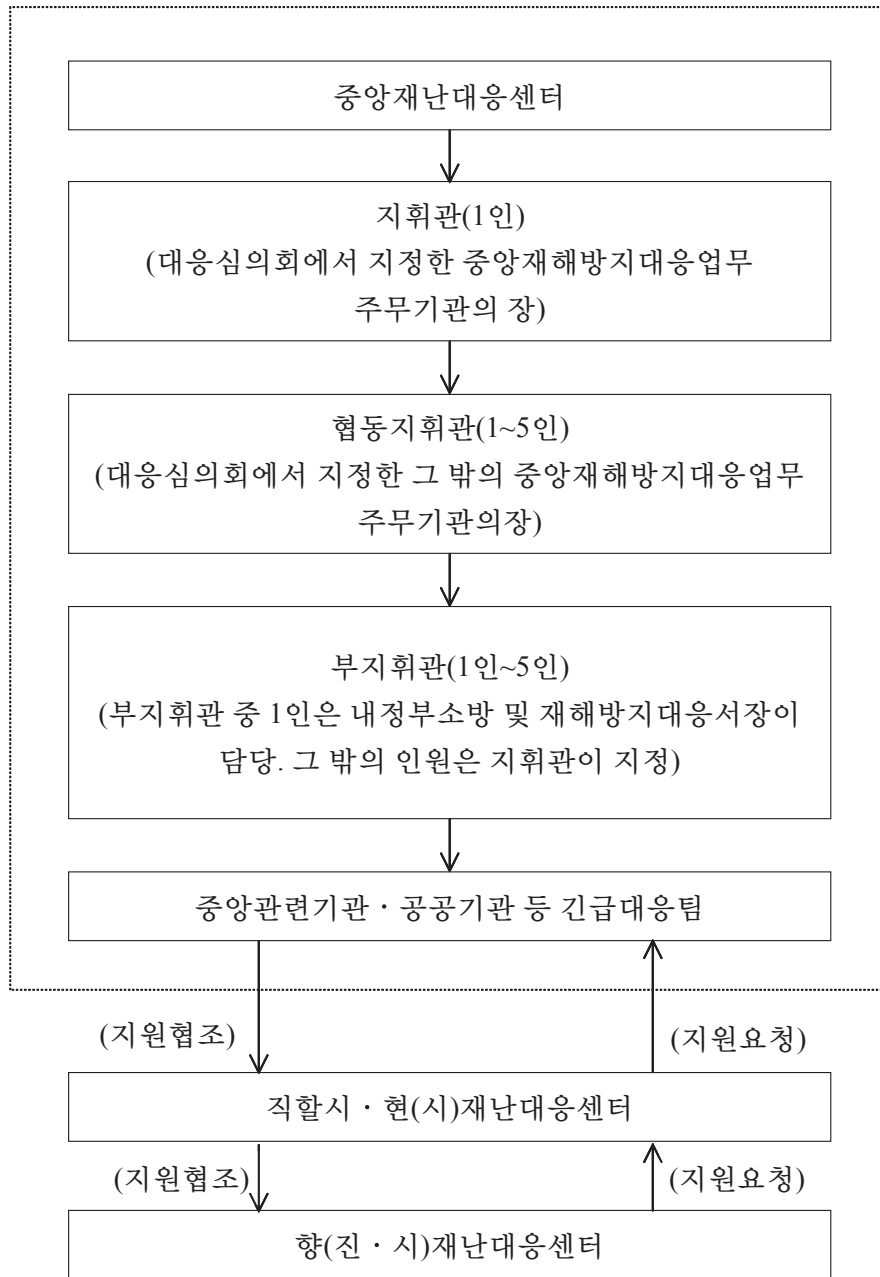 중앙재난대응센터
지휘관(1인)
(대응심의회에서 지정한 중앙재해방지대응업무
주무기관의 장)
협동지휘관(1~5인)
(대응심의회에서 지정한 그 밖의 중앙재해방지대응업무
주무기관의장)
부지휘관(1인~5인)
(부지휘관 중 1인은 내정부소방 및 재해방지대응서장이
담당. 그 밖의 인원은 지휘관이 지정)
중앙관련기관 · 공공기관 등 긴급대응팀
(지원협조)
(지원요청)
직할시 · 현(시)재난대응센터
(지원협조)
(지원요청)
향(진 · 시)재난대응센터